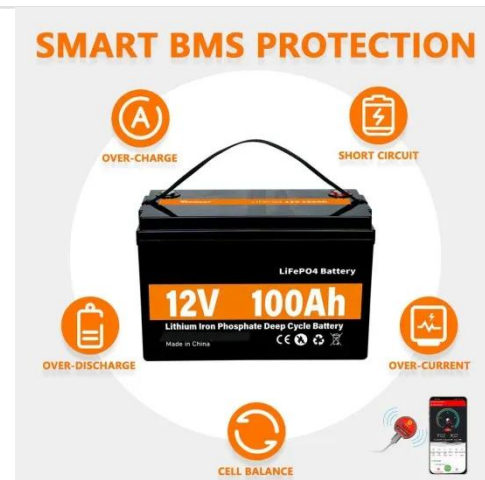 SMART BMS PROTECTION
OVER-CHARGE
SHORT CIRCUIT
LiFePO4 Battery
12V 100Ah
Lithium Iron Phosphate Deep Cycle Battery
Made in China
CE
OVER-DISCHARGE
OVER-CURRENT
CELL BALANCE